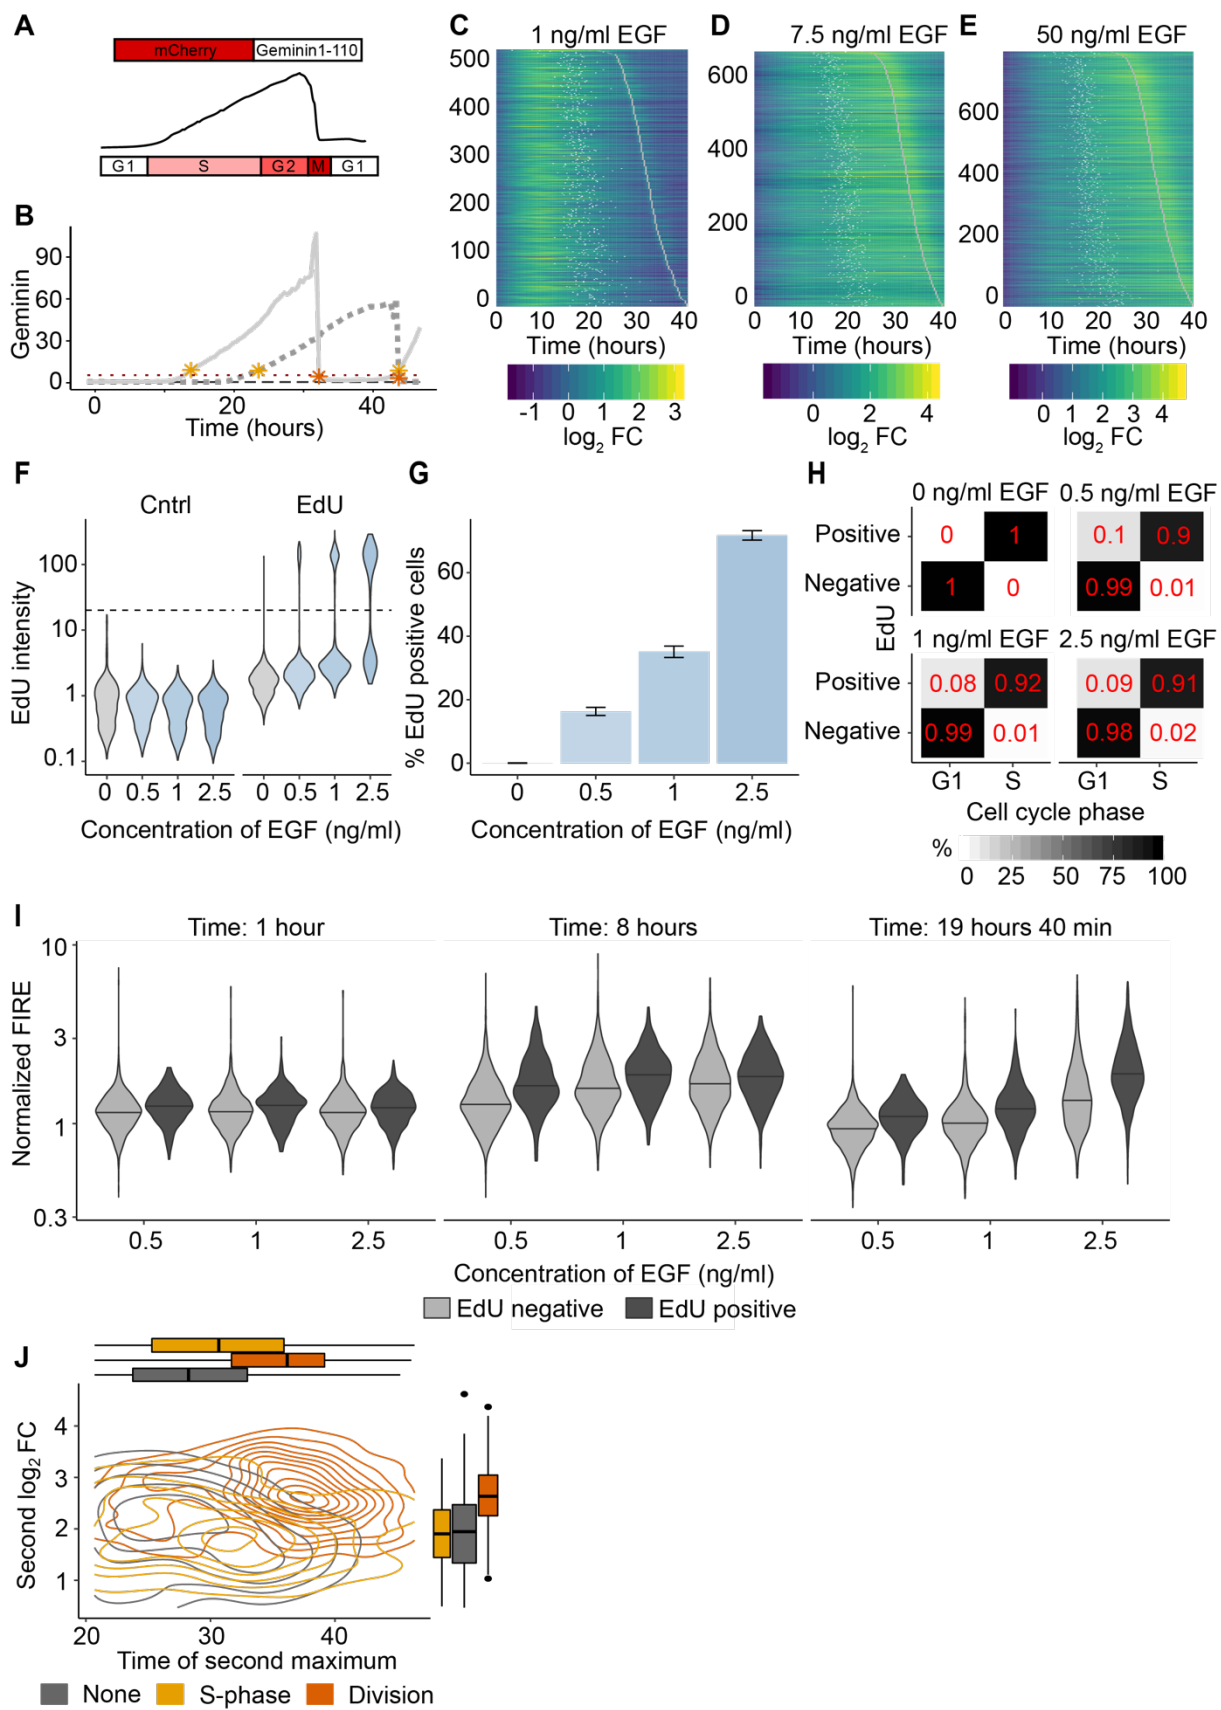 A
mCherry Geminin1-110
G1 S G2 M G1
B
Geminin
90
60
30
0
0 20 40
Time (hours)
C
1 ng/ml EGF
500
400
300
200
100
0
0 10 20 30 40
Time (hours)
-1 0 1 2 3
log2 FC
D
7.5 ng/ml EGF
600
400
200
0
0 10 20 30 40
Time (hours)
0 2 4
log2 FC
E
50 ng/ml EGF
600
400
200
0
0 10 20 30 40
Time (hours)
0 1 2 3 4
log2 FC
F
Cntrl EdU
EdU intensity
100
10
1
0.1
0 0.5 1 2.5 0 0.5 1 2.5
Concentration of EGF (ng/ml)
G
% EdU positive cells
60
40
20
0
0 0.5 1 2.5
Concentration of EGF (ng/ml)
H
0 ng/ml EGF 0.5 ng/ml EGF
Positive 0 1 0.1 0.9
Negative 1 0 0.99 0.01
EdU
1 ng/ml EGF 2.5 ng/ml EGF
Positive 0.08 0.92 0.09 0.91
Negative 0.99 0.01 0.98 0.02
G1 S G1 S
Cell cycle phase
%
0 25 50 75 100
I
Time: 1 hour Time: 8 hours Time: 19 hours 40 min
Normalized FIRE
10
3
1
0.3
0.5 1 2.5 0.5 1 2.5 0.5 1 2.5
Concentration of EGF (ng/ml)
EdU negative EdU positive
J
Second log2 FC
4
3
2
1
20 30 40
Time of second maximum
None S-phase Division